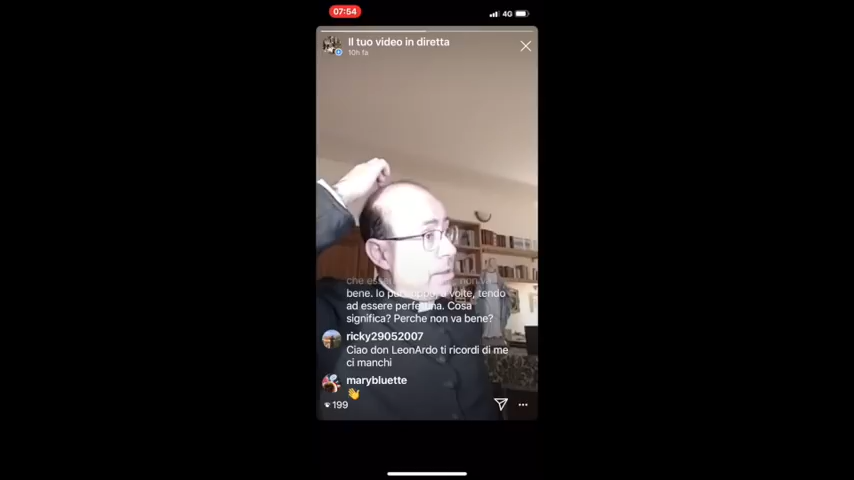 07:54
4G
Il tuo video in diretta
10h fa
bene. Io purtroppo, a volte, tendo
ad essere perfettina. Cosa
significa? Perche non va bene?
ricky29052007
Ciao don LeonArdo ti ricordi di me
ci manchi
marybluette
199